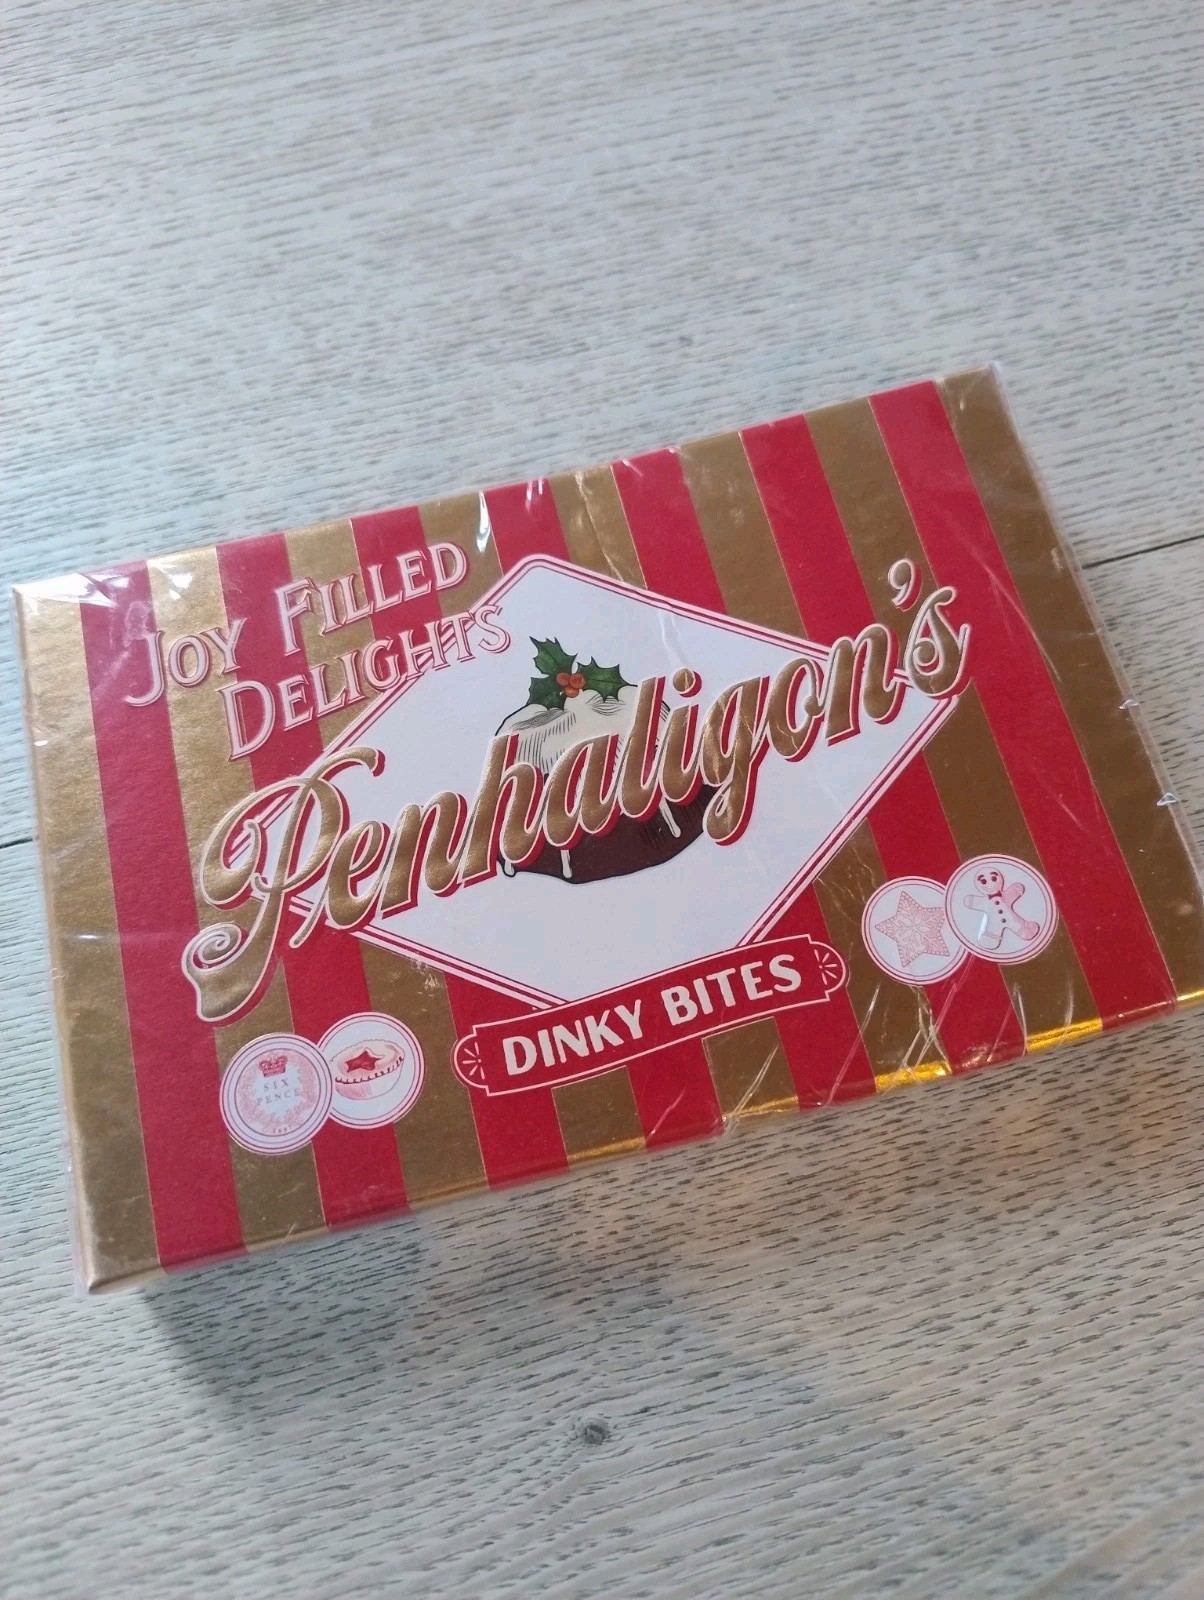 JOY FILLED
DELIGHTS
Penhaligon's
DINKY BITES
SIX
PENCE